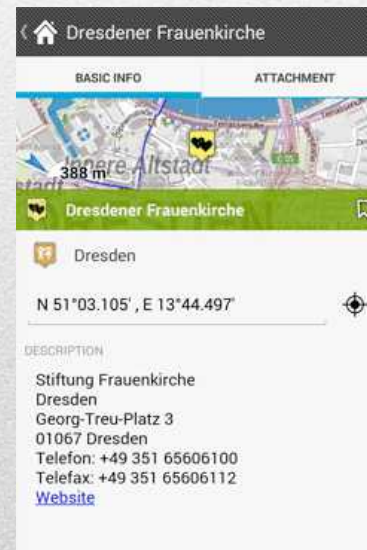 Dresdener Frauenkirche
BASIC INFO
ATTACHMENT
Innere Altstadt
388 m
stadt
Dresdener Frauenkirche
Dresden
N 51°03.105' , E 13°44.497'
DESCRIPTION
Stiftung Frauenkirche
Dresden
Georg-Treu-Platz 3
01067 Dresden
Telefon: +49 351 65606100
Telefax: +49 351 65606112
Website